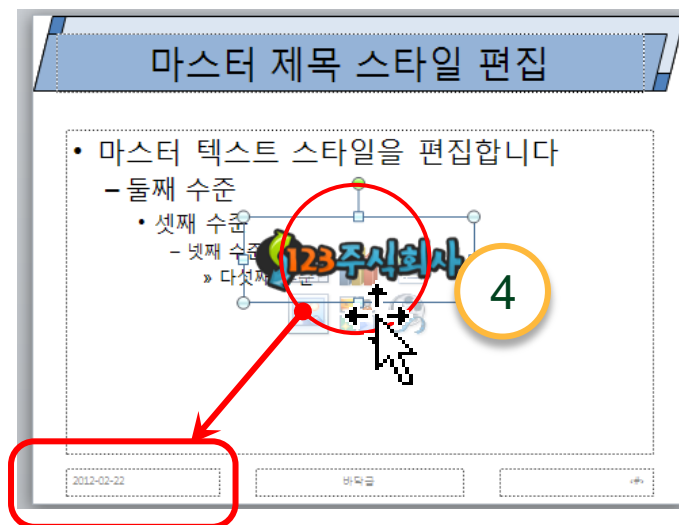 마스터 제목 스타일 편집
• 마스터 텍스트 스타일을 편집합니다
– 둘째 수준
• 셋째 수준
– 넷째 수준
» 다섯째 수준
123주식회사
4
2012-02-22
바닥글
‹#›